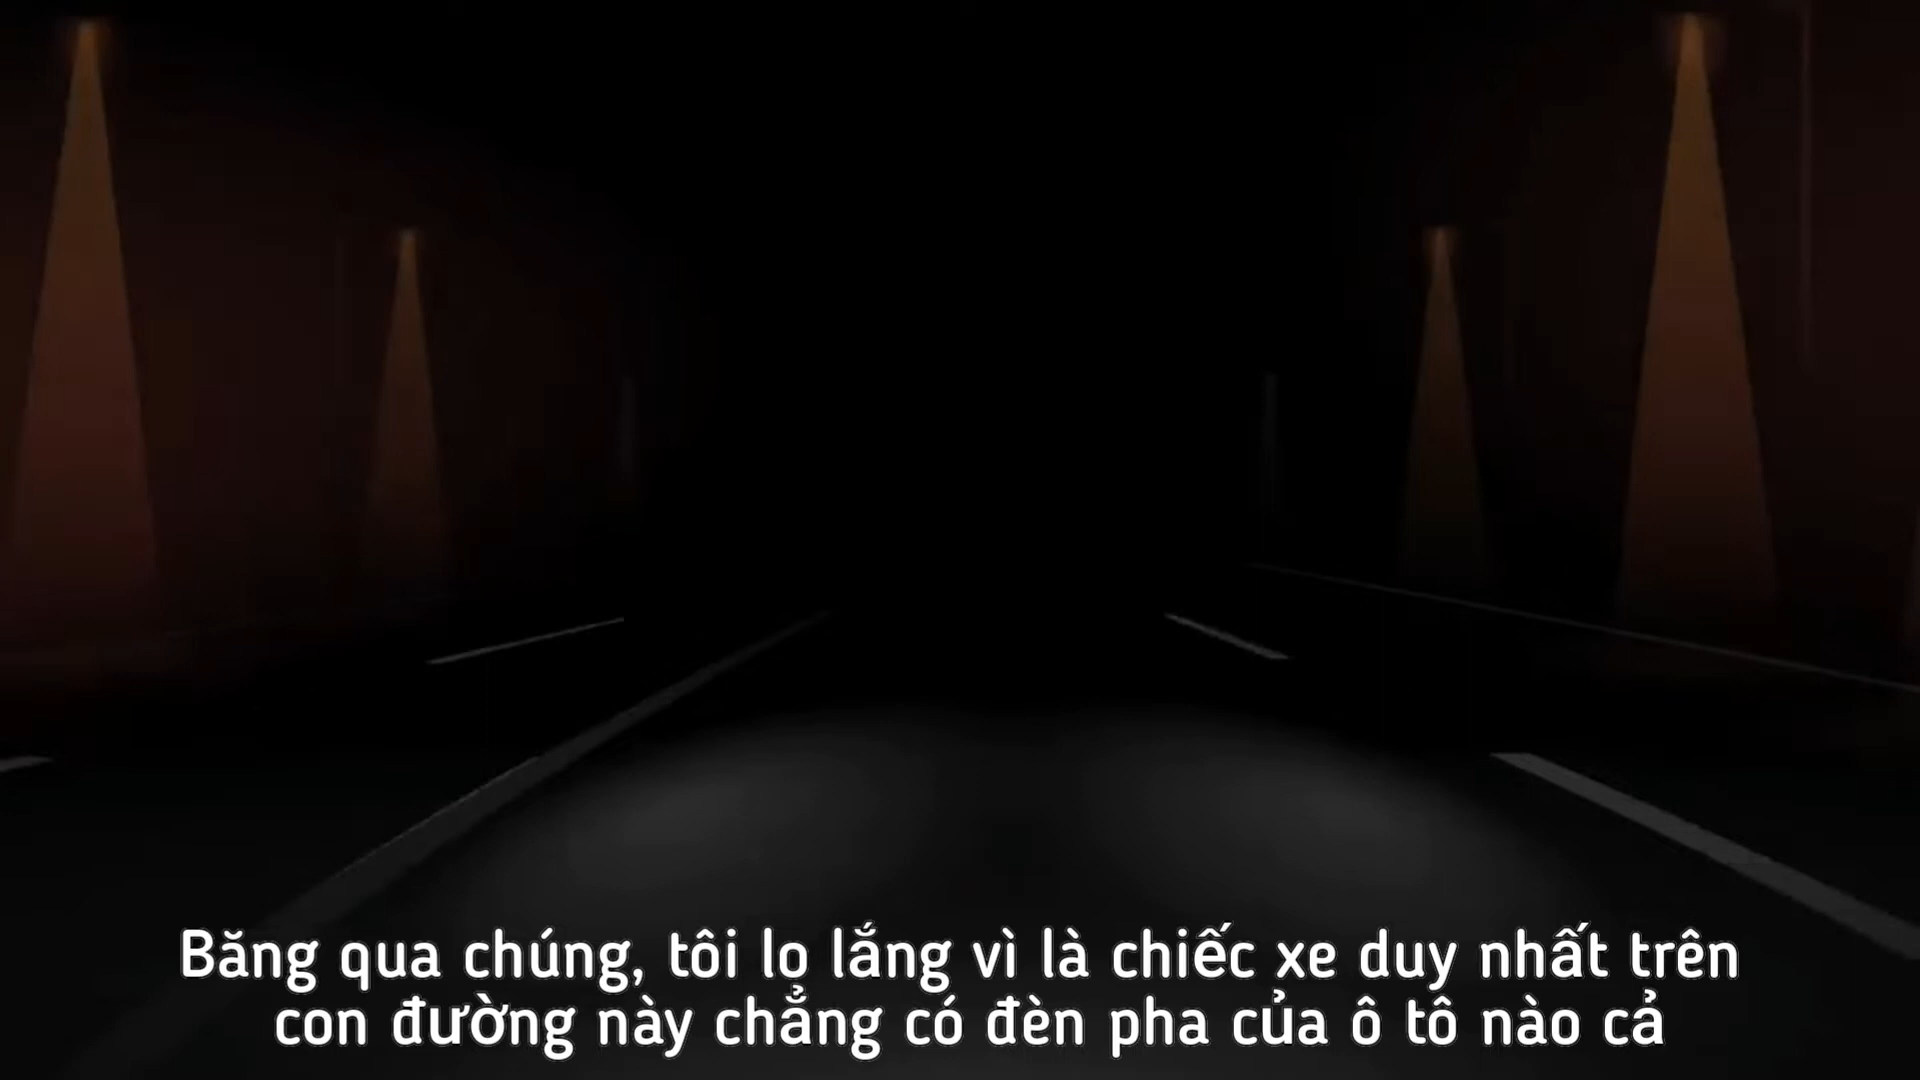 Băng qua chúng, tôi lo lắng vì là chiếc xe duy nhất trên
con đường này chẳng có đèn pha của ô tô nào cả